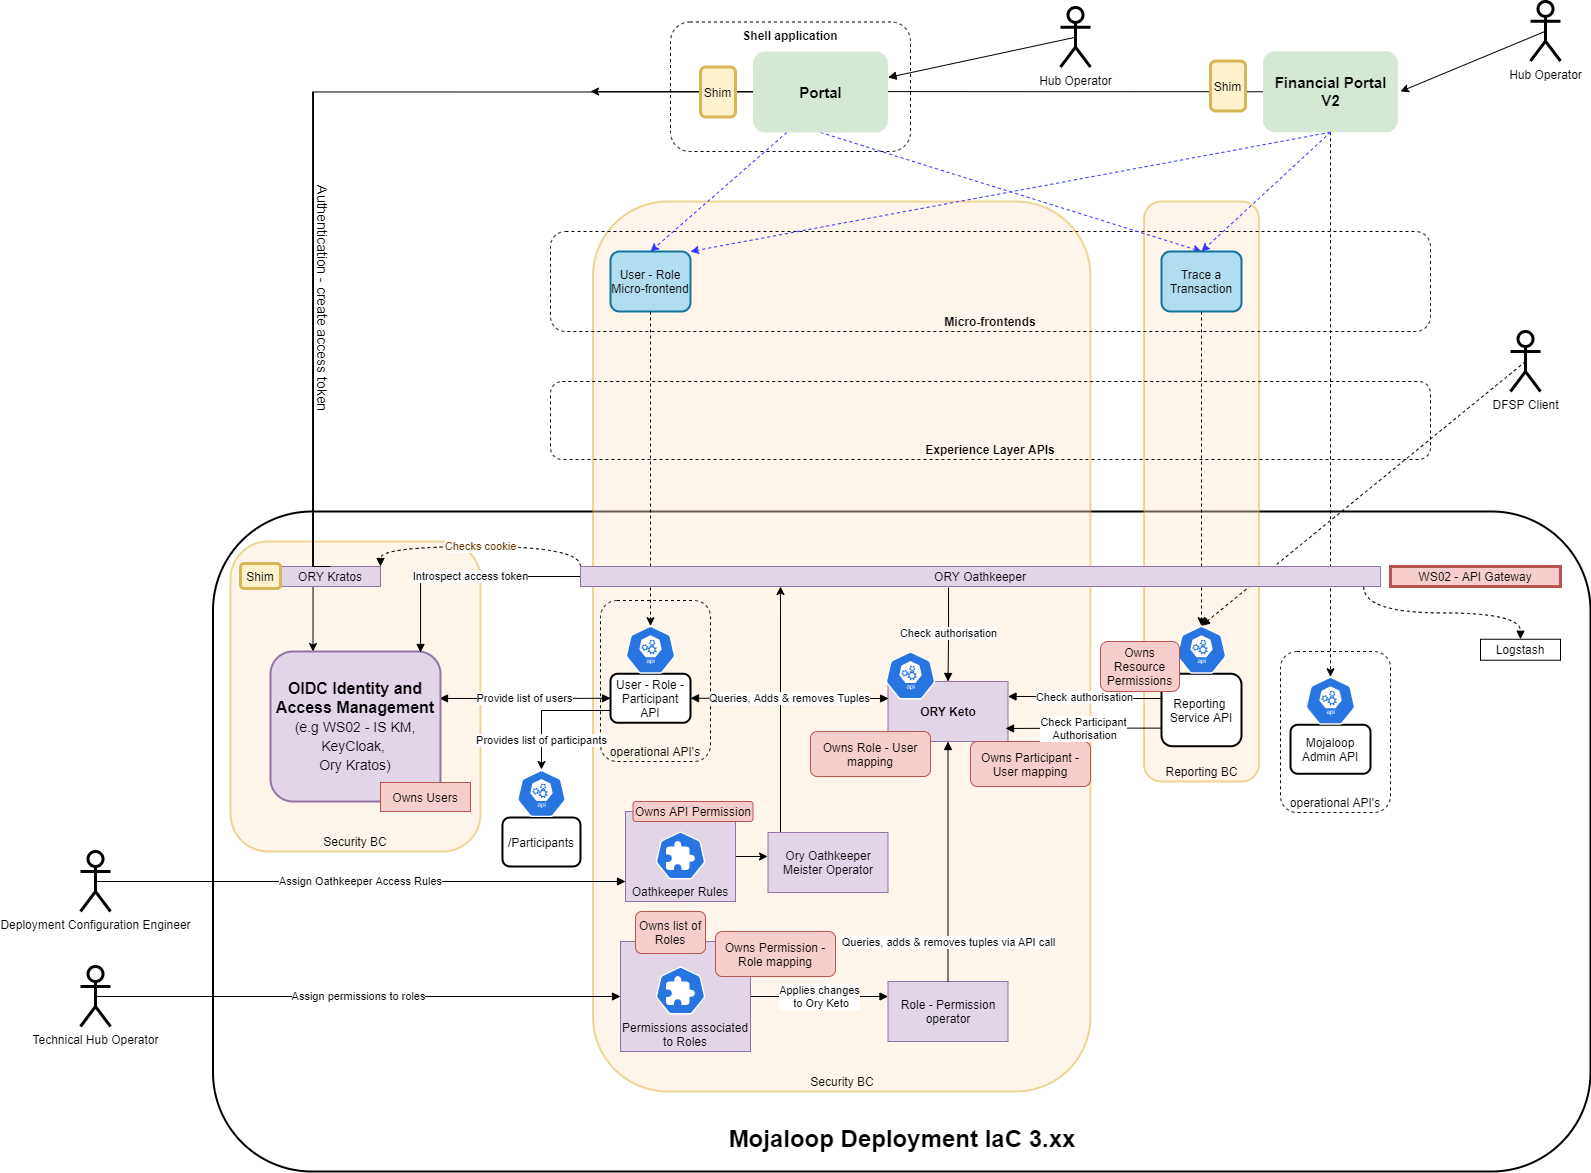 Shell application
Shim
Portal
Hub Operator
Shim
Financial Portal
V2
Hub Operator
Authentication - create access token
User - Role
Micro-frontend
Trace a
Transaction
Micro-frontends
DFSP Client
Experience Layer APIs
Checks cookie
Shim
ORY Kratos
Introspect access token
ORY Oathkeeper
WS02 - API Gateway
Check authorisation
Logstash
api
api
api
api
Owns
Resource
Permissions
OIDC Identity and
Access Management
(e.g WS02 - IS KM,
KeyCloak,
Ory Kratos)
Owns Users
Security BC
Provide list of users
User - Role -
Participant
API
Queries, Adds & removes Tuples
ORY Keto
Check authorisation
Check Participant
Authorisation
Reporting
Service API
Provides list of participants
operational API's
Owns Role - User
mapping
Owns Participant -
User mapping
Reporting BC
Mojaloop
Admin API
operational API's
api
/Participants
Owns API Permission
Oathkeeper Rules
Ory Oathkeeper
Meister Operator
Deployment Configuration Engineer
Assign Oathkeeper Access Rules
Owns list of
Roles
Owns Permission -
Role mapping
Queries, adds & removes tuples via API call
Technical Hub Operator
Assign permissions to roles
Permissions associated
to Roles
Applies changes
to Ory Keto
Role - Permission
operator
Security BC
Mojaloop Deployment IaC 3.xx